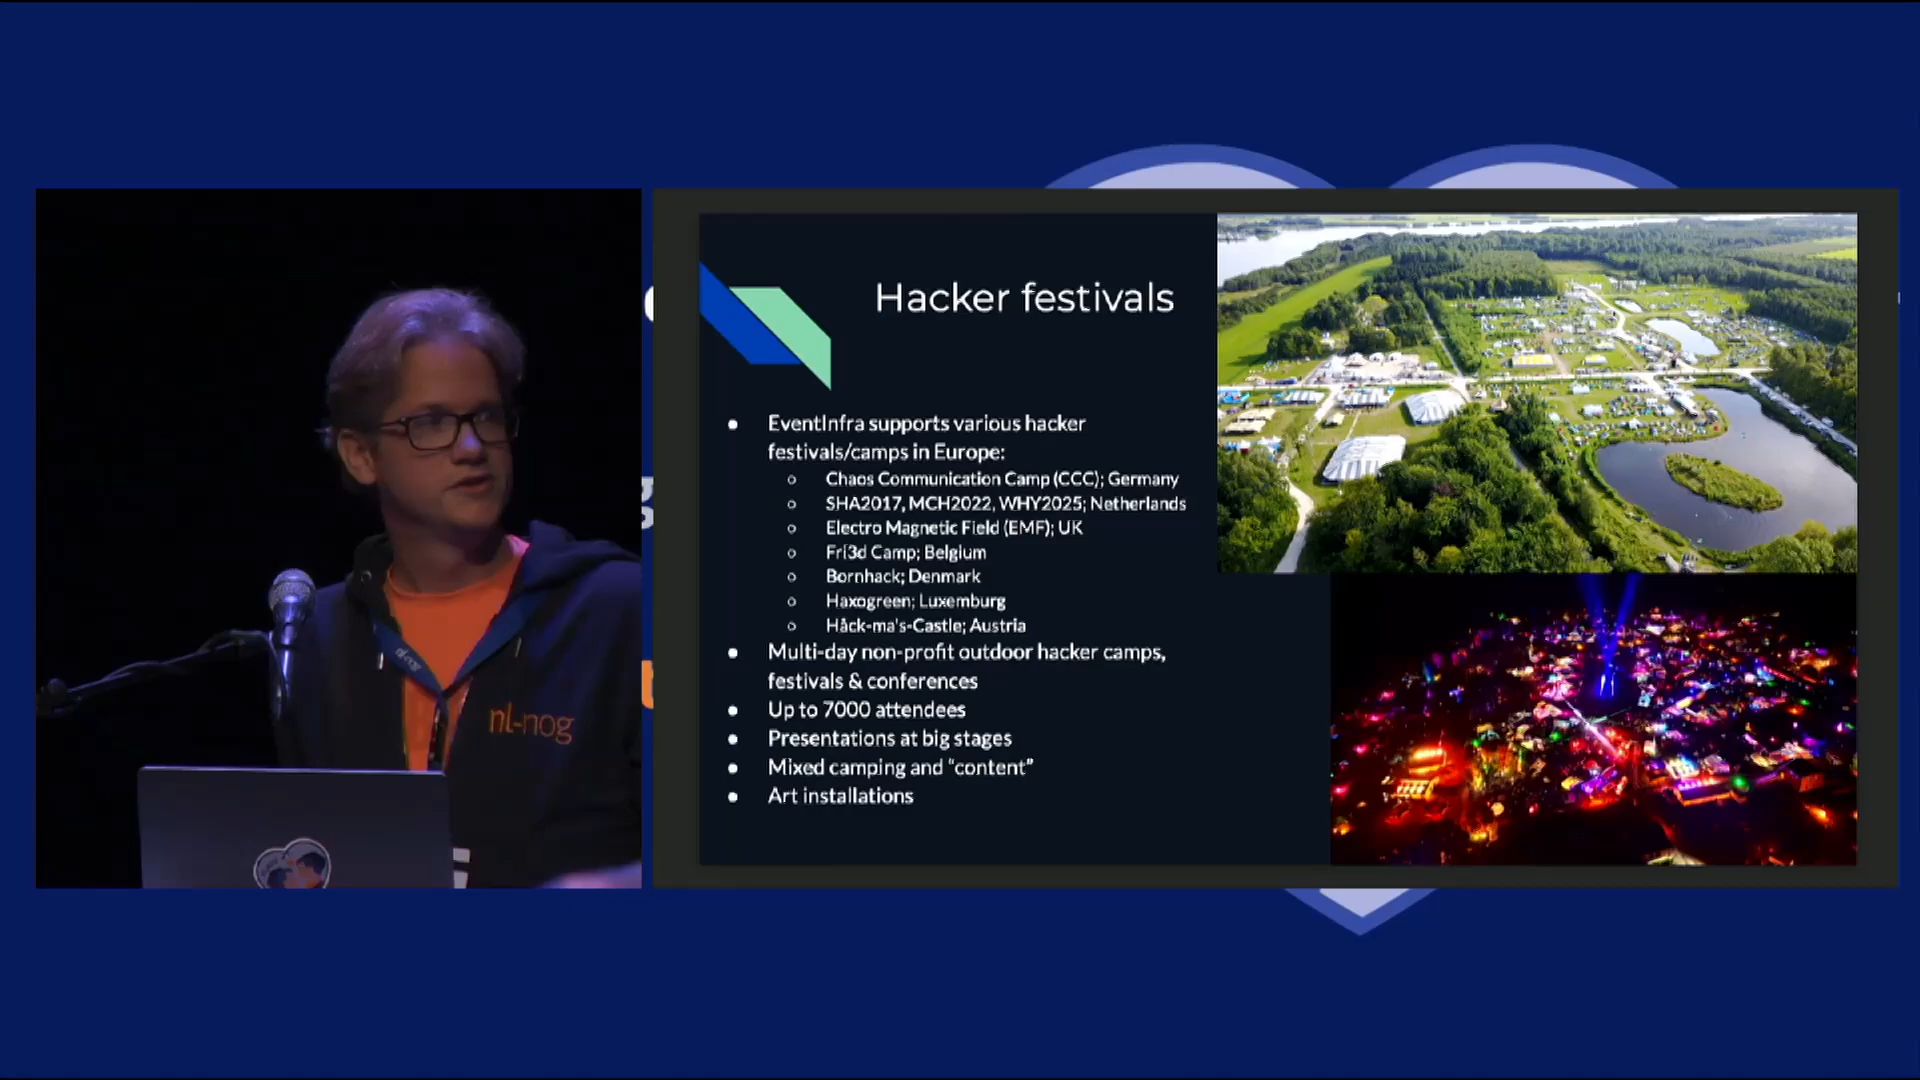 Hacker festivals
EventInfra supports various hacker
festivals/camps in Europe:
Chaos Communication Camp (CCC); Germany
SHA2017, MCH2022, WHY2025; Netherlands
Electro Magnetic Field (EMF); UK
Fri3d Camp; Belgium
Bornhack; Denmark
Haxogreen; Luxemburg
Håck-ma's-Castle; Austria
Multi-day non-profit outdoor hacker camps,
festivals & conferences
Up to 7000 attendees
Presentations at big stages
Mixed camping and “content”
Art installations
nl-nog
nl-nog